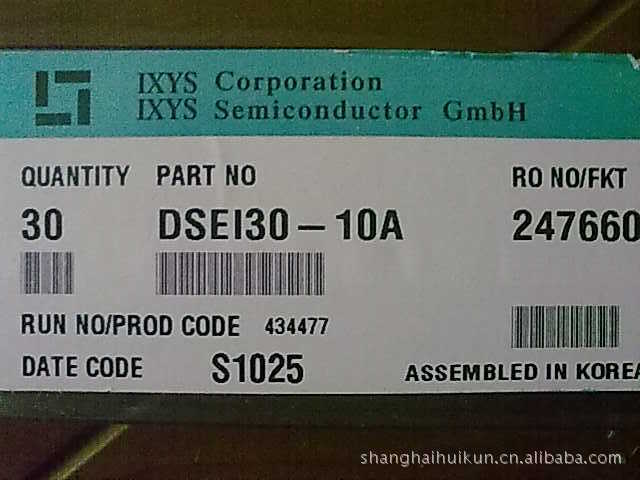 IXYS Corporation
IXYS Semiconductor GmbH
QUANTITY PART NO RO NO/FKT
30 DSEI30-10A 247660
RUN NO/PROD CODE 434477
DATE CODE S1025 ASSEMBLED IN KOREA
shanghaihuikun.cn.alibaba.com